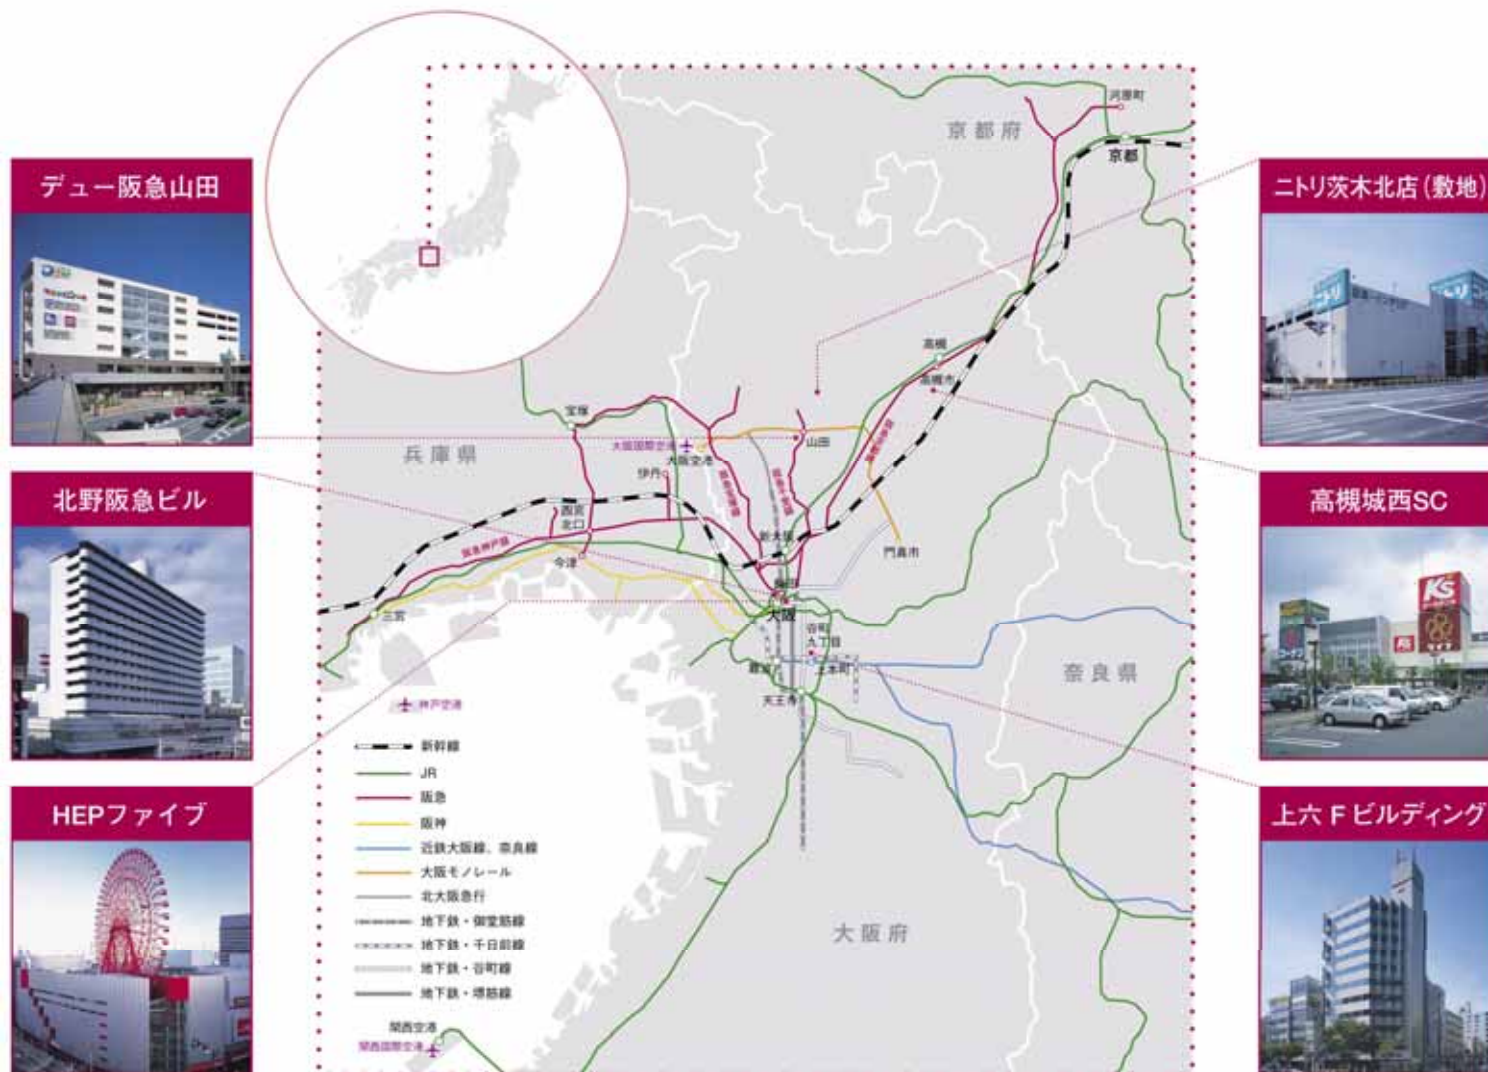 デュー阪急山田
北野阪急ビル
HEPファイブ
ニトリ茨木北店(敷地)
ニトリ
高槻城西SC
KS
上六 F ビルディング
京都府
河原町
京都
高槻
高槻市
兵庫県
宝塚
大阪国際空港
大阪空港
伊丹
山田
西宮
北口
阪急神戸線
今津
新大阪
門真市
三宮
大阪
谷町
九丁目
上本町
天王寺
奈良県
神戸空港
大阪府
新幹線
JR
阪急
阪神
近鉄大阪線、奈良線
大阪モノレール
北大阪急行
地下鉄・御堂筋線
地下鉄・千日前線
地下鉄・谷町線
地下鉄・堺筋線
関西空港
関西国際空港